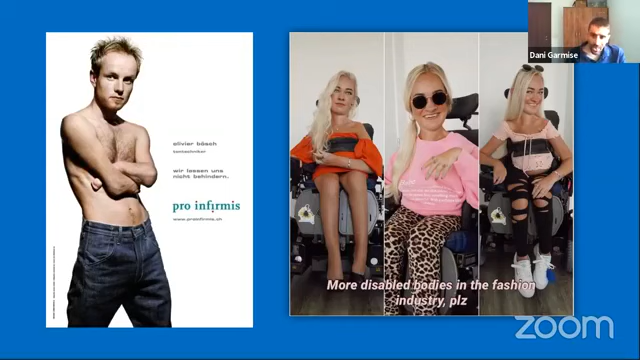 Dani Garmise
olivier bösch
tontechniker
wir lassen uns
nicht behindern.
pro infirmis
www.proinfirmis.ch
More disabled bodies in the fashion
industry, plz
zoom